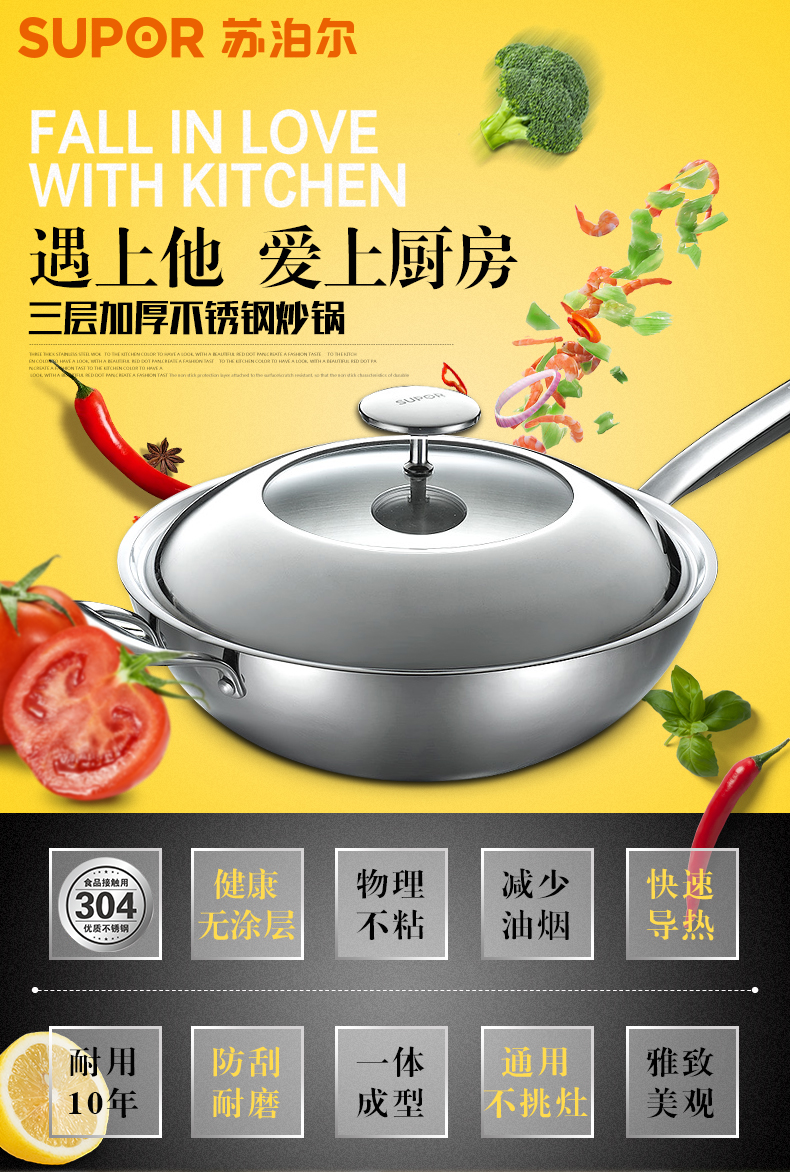 SUPOR 苏泊尔
FALL IN LOVE
WITH KITCHEN
遇上他 爱上厨房
三层加厚不锈钢炒锅
SUPOR
食品接触用
304
优质不锈钢
健康
无涂层
物理
不粘
减少
油烟
快速
导热
耐用
10年
防刮
耐磨
一体
成型
通用
不挑灶
雅致
美观